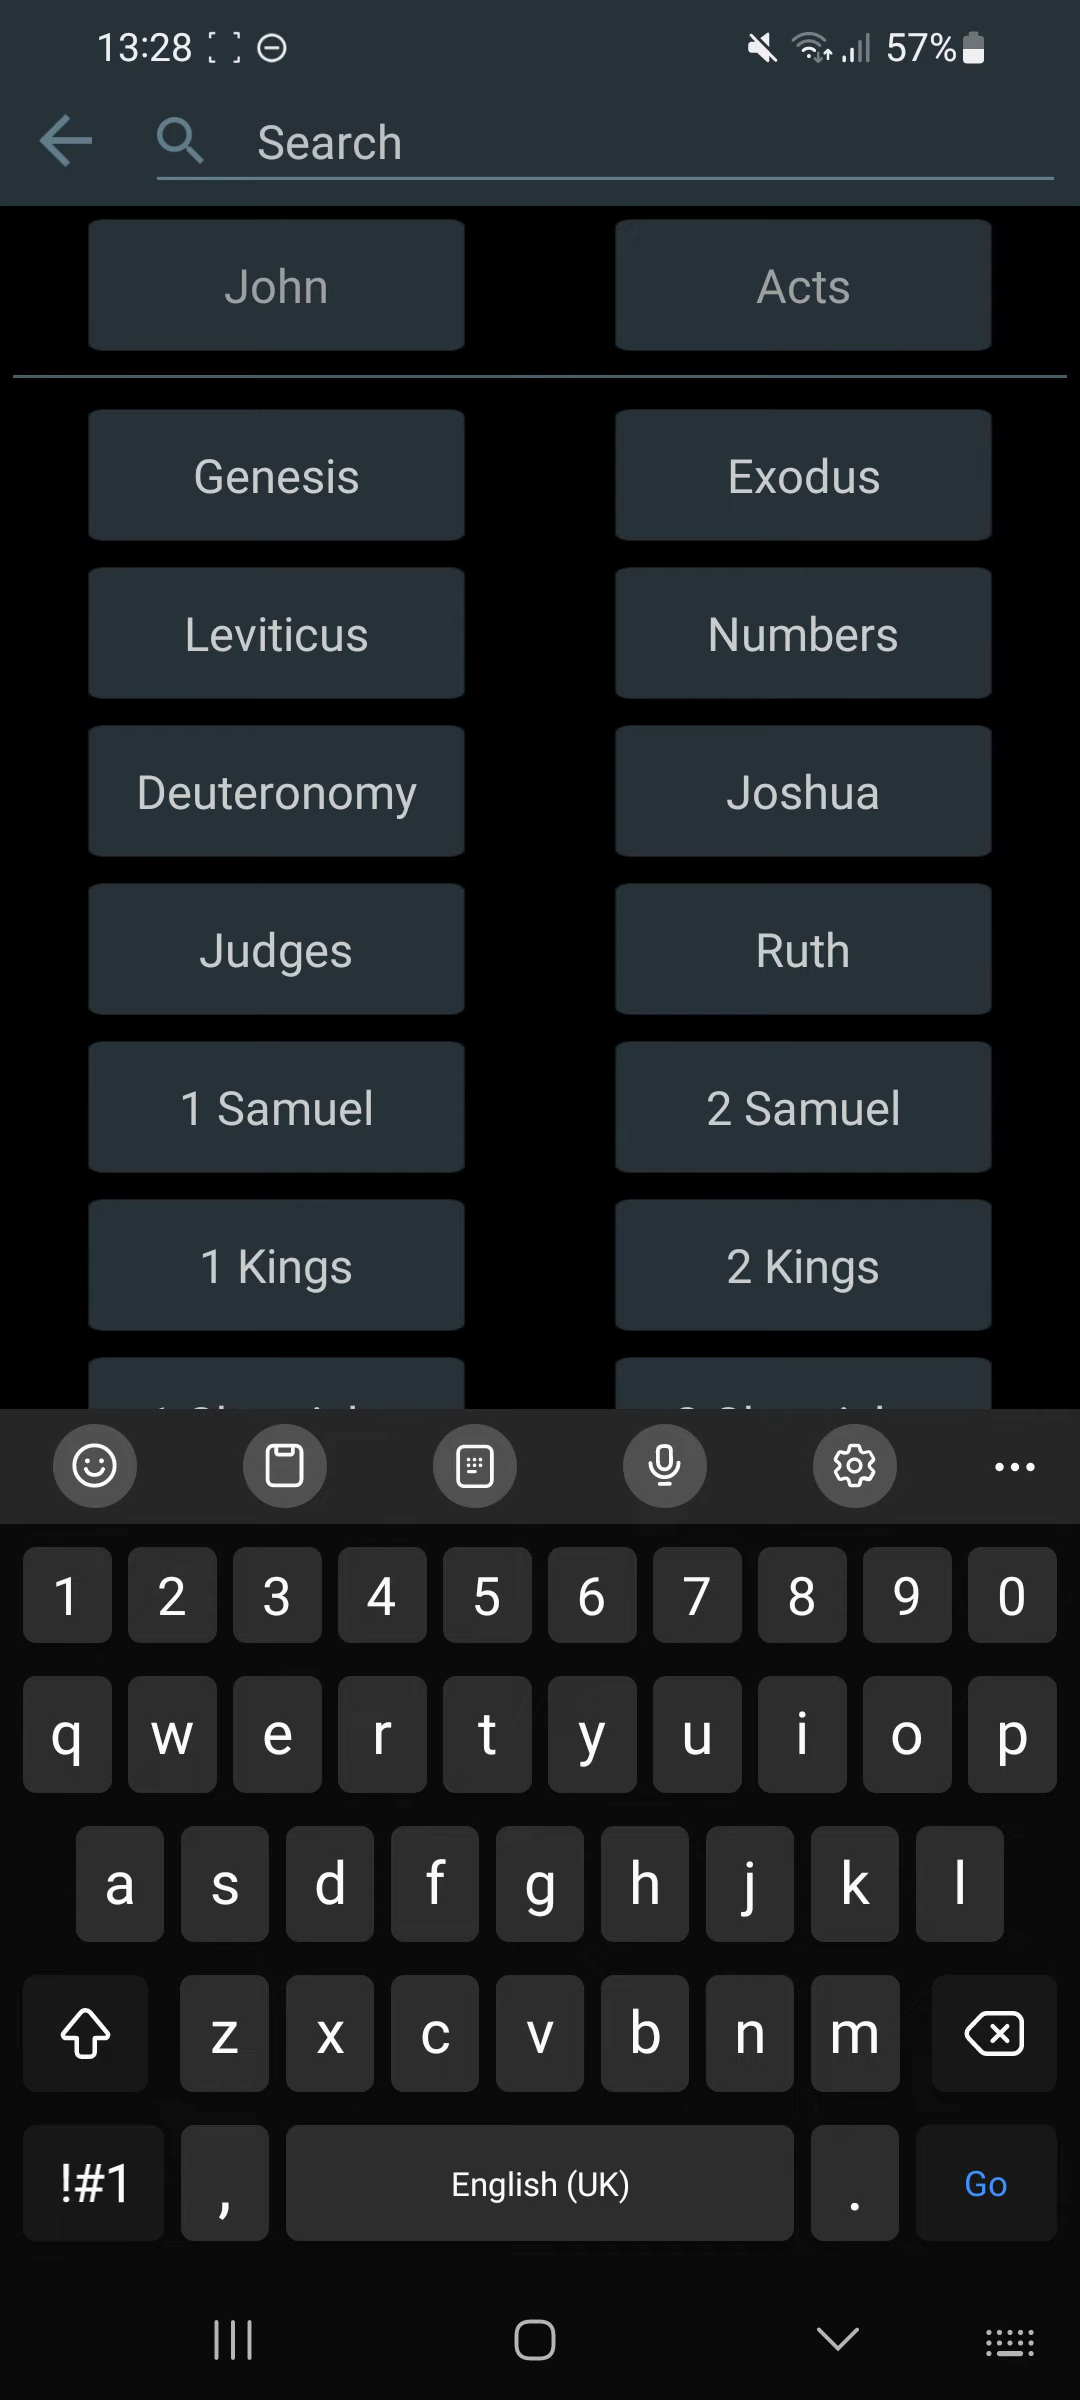 13:28
57%
Search
John Acts
Genesis Exodus
Leviticus Numbers
Deuteronomy Joshua
Judges Ruth
1 Samuel 2 Samuel
1 Kings 2 Kings
1 2 3 4 5 6 7 8 9 0
q w e r t y u i o p
a s d f g h j k l
z x c v b n m
!#1 , English (UK) . Go